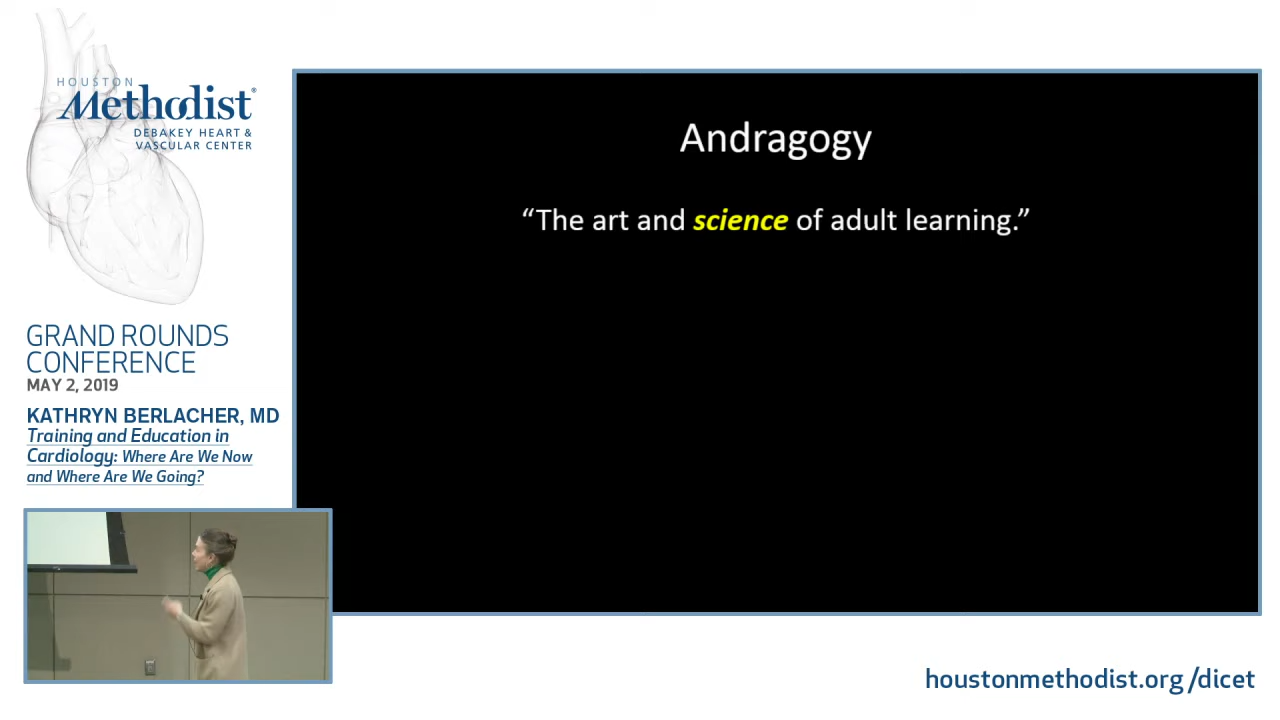 HOUSTON
Methodist®
DEBAKEY HEART &
VASCULAR CENTER
GRAND ROUNDS
CONFERENCE
MAY 2, 2019
KATHRYN BERLACHER, MD
Training and Education in
Cardiology: Where Are We Now
and Where Are We Going?
Andragogy
“The art and science of adult learning.”
houstonmethodist.org/dicet